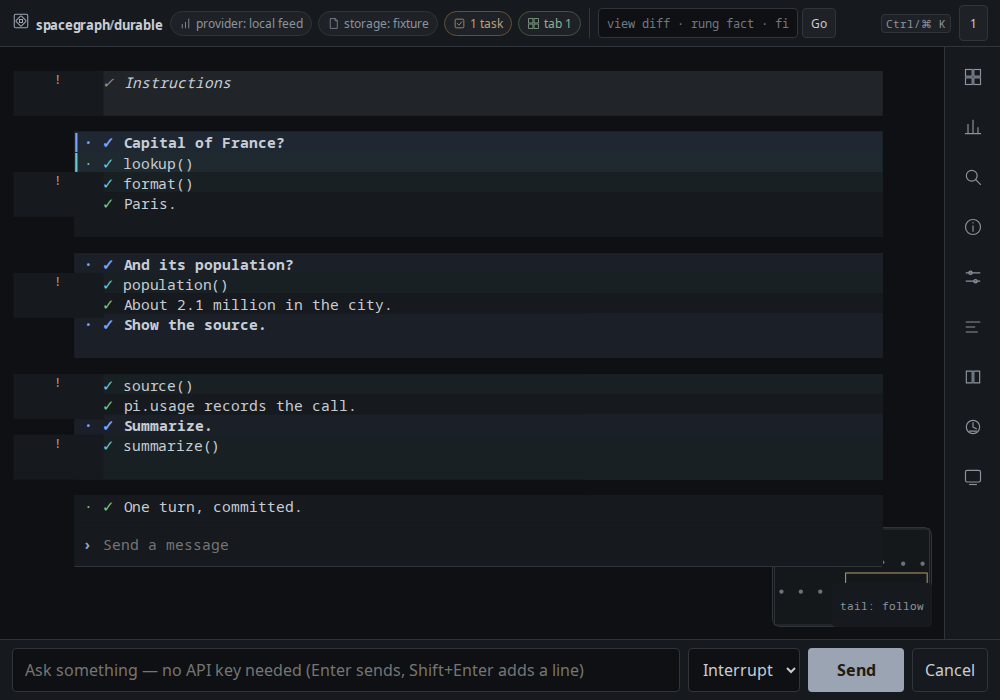 spacegraph/durable provider: local feed storage: fixture 1 task tab 1 view diff · rung fact · fi Go Ctrl/⌘ K 1
! ✓ Instructions
· ✓ Capital of France?
· ✓ lookup()
! ✓ format()
✓ Paris.
· ✓ And its population?
! ✓ population()
✓ About 2.1 million in the city.
· ✓ Show the source.
! ✓ source()
✓ pi.usage records the call.
· ✓ Summarize.
! ✓ summarize()
· ✓ One turn, committed.
› Send a message
tail: follow
Ask something — no API key needed (Enter sends, Shift+Enter adds a line) Interrupt Send Cancel